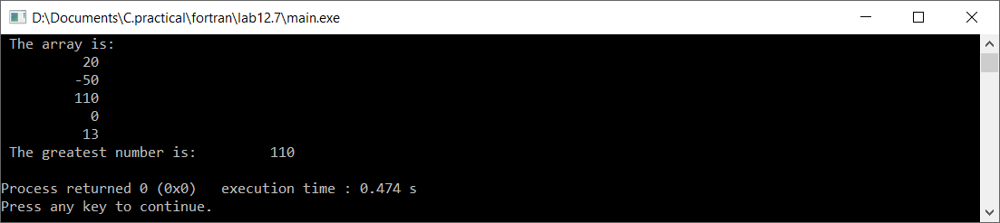 D:\Documents\C.practical\fortran\lab12.7\main.exe
The array is:
20
-50
110
0
13
The greatest number is:         110
Process returned 0 (0x0)   execution time : 0.474 s
Press any key to continue.